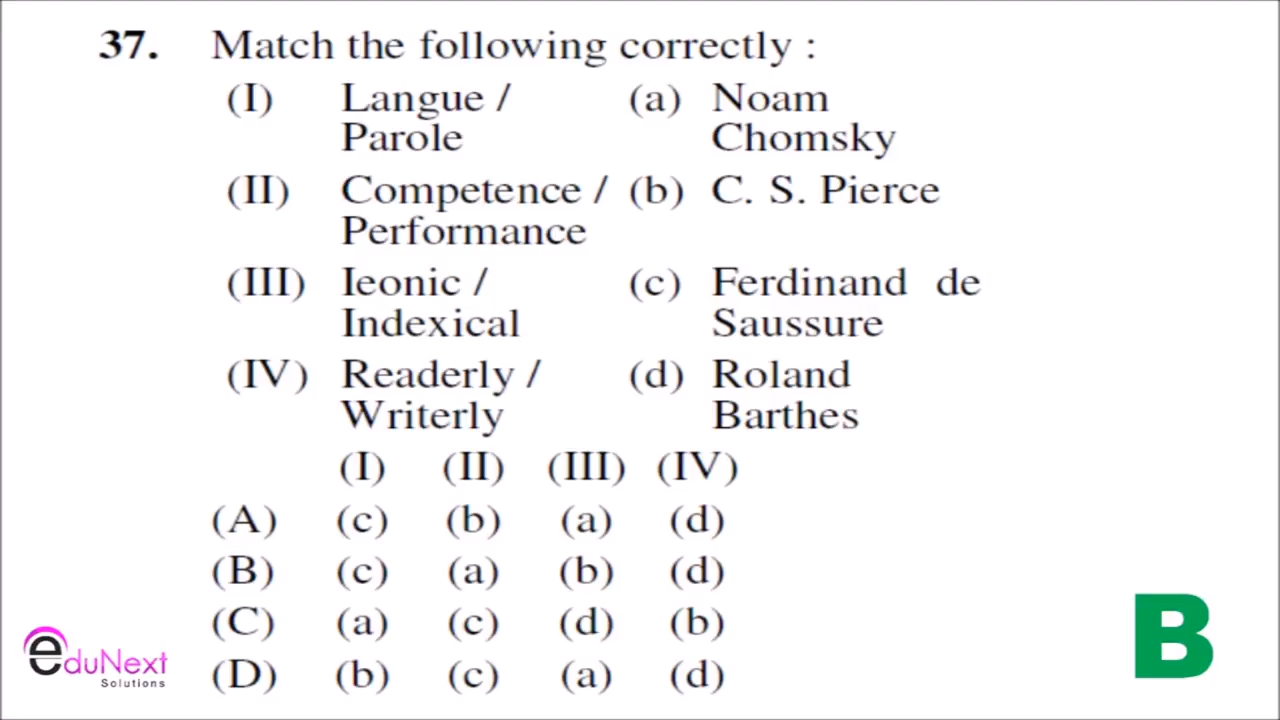 37. Match the following correctly :
(I) Langue / (a) Noam
Parole Chomsky
(II) Competence / (b) C. S. Pierce
Performance
(III) Ieonic / (c) Ferdinand de
Indexical Saussure
(IV) Readerly / (d) Roland
Writerly Barthes
(I) (II) (III) (IV)
(A) (c) (b) (a) (d)
(B) (c) (a) (b) (d)
(C) (a) (c) (d) (b)
(D) (b) (c) (a) (d)
B
eduNext
Solutions